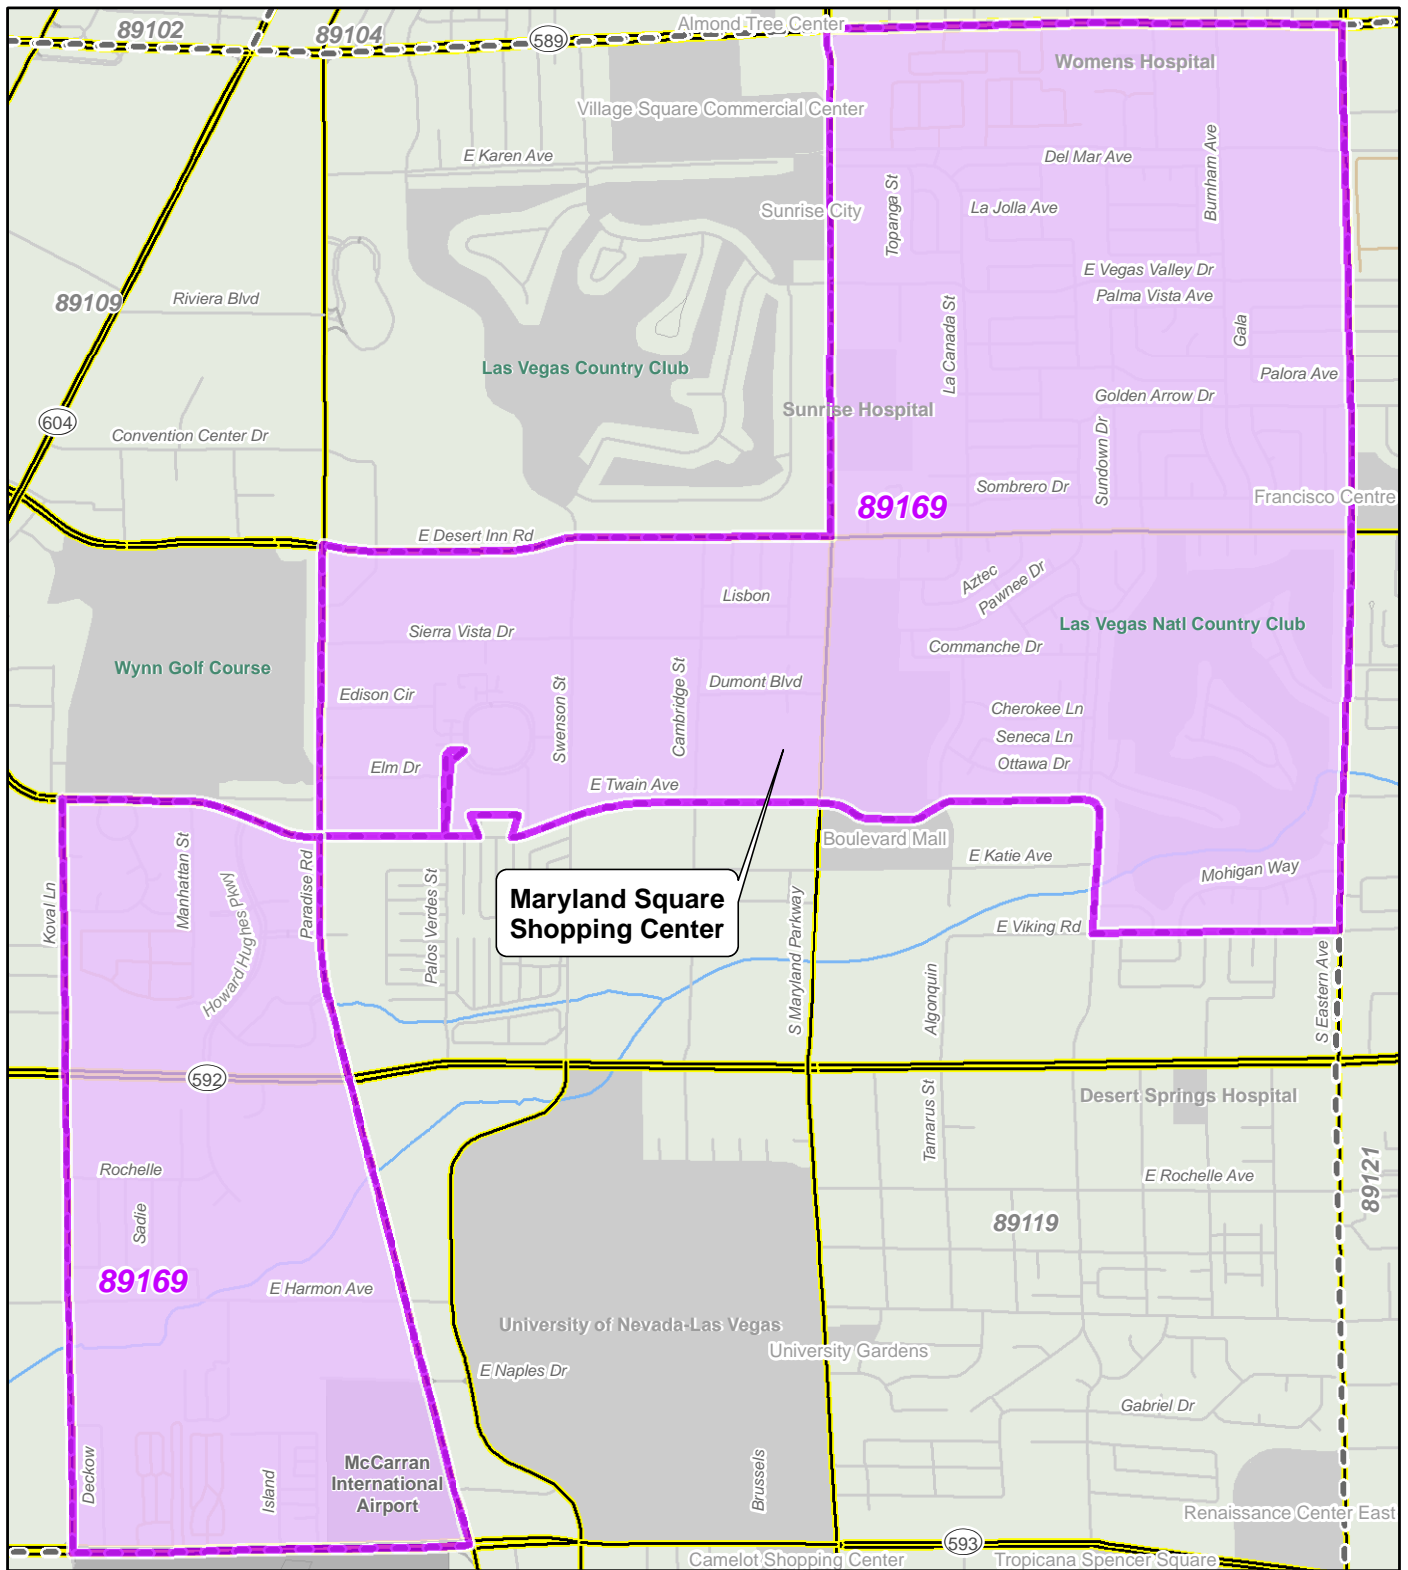 Almond Tree Center
89102
89104
589
Womens Hospital
Village Square Commercial Center
E Karen Ave
Del Mar Ave
Burnham Ave
Topanga St
La Jolla Ave
Sunrise City
E Vegas Valley Dr
Palma Vista Ave
89109
Riviera Blvd
La Canada St
Gala
Las Vegas Country Club
Palora Ave
Golden Arrow Dr
Sunrise Hospital
604
Convention Center Dr
Sundown Dr
Sombrero Dr
Francisco Centre
89169
E Desert Inn Rd
Aztec
Pawnee Dr
Lisbon
Las Vegas Natl Country Club
Sierra Vista Dr
Commanche Dr
Wynn Golf Course
Edison Cir
Swenson St
Cambridge St
Dumont Blvd
Cherokee Ln
Seneca Ln
Ottawa Dr
Elm Dr
E Twain Ave
Boulevard Mall
E Katie Ave
Mohigan Way
Manhattan St
Paradise Rd
Koval Ln
Howard Hughes Pkwy
Palos Verdes St
Maryland Square
Shopping Center
S Maryland Parkway
E Viking Rd
Algonquin
S Eastern Ave
592
Tamarus St
Desert Springs Hospital
Rochelle
E Rochelle Ave
89121
Sadie
89119
89169
E Harmon Ave
University of Nevada-Las Vegas
University Gardens
E Naples Dr
Gabriel Dr
Deckow
Island
McCarran
International
Airport
Brussels
Renaissance Center East
593
Camelot Shopping Center
Tropicana Spencer Square